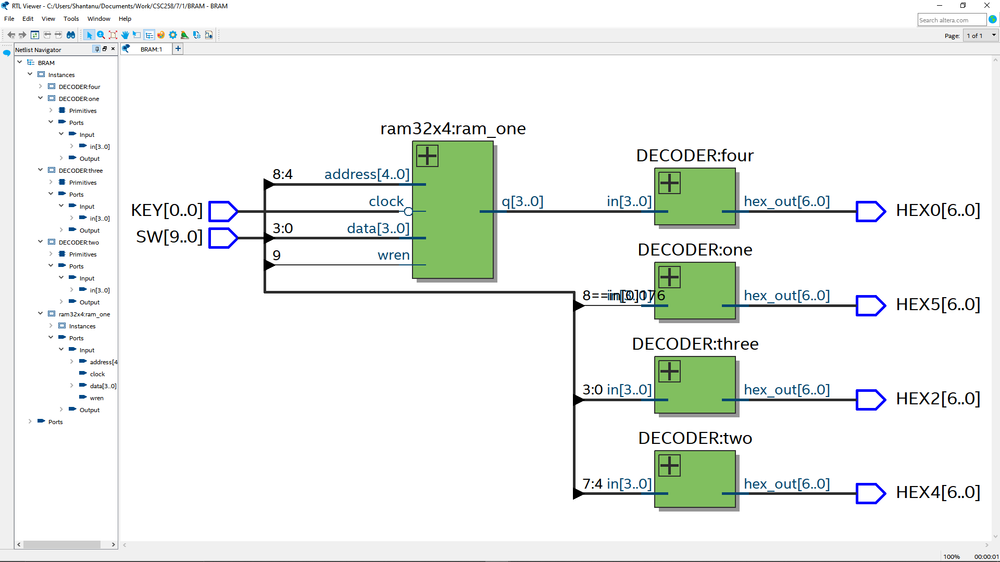 RTL Viewer - C:/Users/Shantanu/Documents/Work/CSC258/7/1/BRAM - BRAM
File Edit View Tools Window Help
Search altera.com
Page: 1 of 1
Netlist Navigator
BRAM:1
BRAM
Instances
DECODER:four
DECODER:one
Primitives
Ports
Input
in[3..0]
Output
DECODER:three
Primitives
Ports
Input
in[3..0]
Output
DECODER:two
Primitives
Ports
Input
in[3..0]
Output
ram32x4:ram_one
Instances
Ports
Input
address[4
clock
data[3..0]
wren
Output
Ports
ram32x4:ram_one
8:4 address[4..0]
clock
3:0 data[3..0]
9 wren
q[3..0]
KEY[0..0]
SW[9..0]
DECODER:four
in[3..0] hex_out[6..0] HEX0[6..0]
DECODER:one
hex_out[6..0] HEX5[6..0]
DECODER:three
3:0 in[3..0] hex_out[6..0] HEX2[6..0]
DECODER:two
7:4 in[3..0] hex_out[6..0] HEX4[6..0]
100% 00:00:01